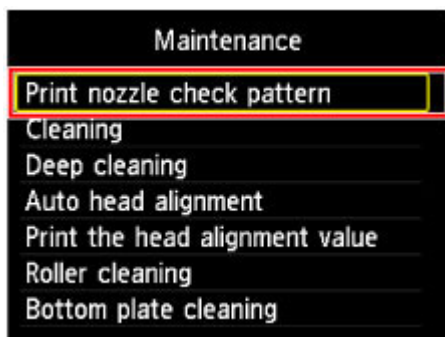 Maintenance
Print nozzle check pattern
Cleaning
Deep cleaning
Auto head alignment
Print the head alignment value
Roller cleaning
Bottom plate cleaning